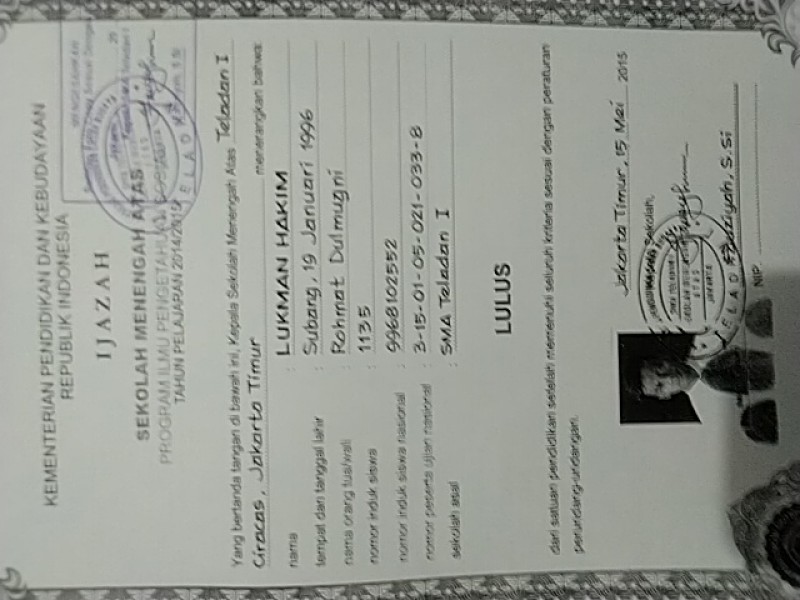 KEMENTERIAN PENDIDIKAN DAN KEBUDAYAAN
REPUBLIK INDONESIA
IJAZAH
SEKOLAH MENENGAH ATAS
PROGRAM ILMU PENGETAHUAN SOSIAL
TAHUN PELAJARAN 2014/2015
Yang bertanda tangan di bawah ini, Kepala Sekolah Menengah Atas Teladan I
Ciracas, Jakarta Timur menerangkan bahwa:
nama : LUKMAN HAKIM
tempat dan tanggal lahir : Subang, 19 Januari 1996
nama orang tua/wali : Rahmat Dulmugni
nomor induk siswa : 1135
nomor induk siswa nasional : 9968102552
nomor peserta ujian nasional : 3-15-01-05-021-033-8
sekolah asal : SMA Teladan I
LULUS
dari satuan pendidikan setelah memenuhi seluruh kriteria sesuai dengan peraturan
perundang-undangan.
Jakarta Timur, 15 Mei 2015
Kepala Sekolah,
S.Si
NIP.